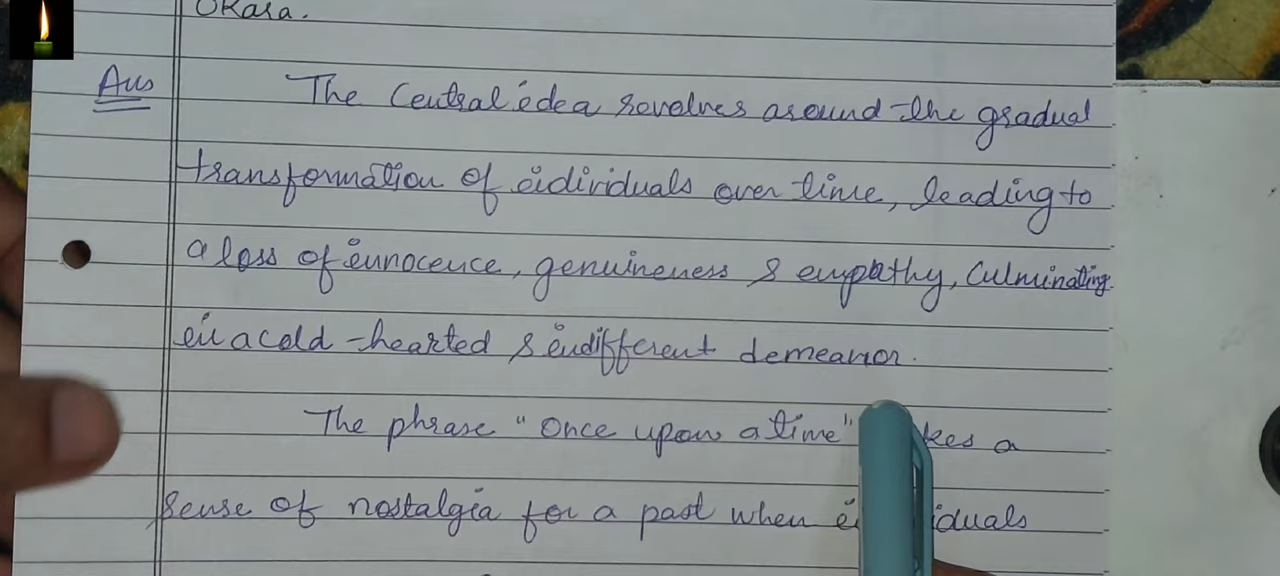 Okara.
Ans The Central idea revolves around the gradual
transformation of individuals over time, leading to
a loss of innocence, genuineness & empathy, Culminating
in a cold-hearted & indifferent demeanor.
The phrase "Once upon a time" a
sense of nostalgia for a past when